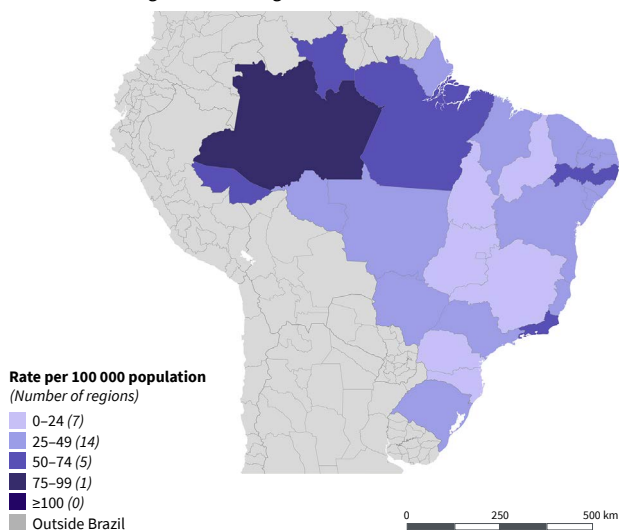 Rate per 100 000 population
(Number of regions)
0–24 (7)
25–49 (14)
50–74 (5)
75–99 (1)
≥100 (0)
Outside Brazil
0 250 500 km